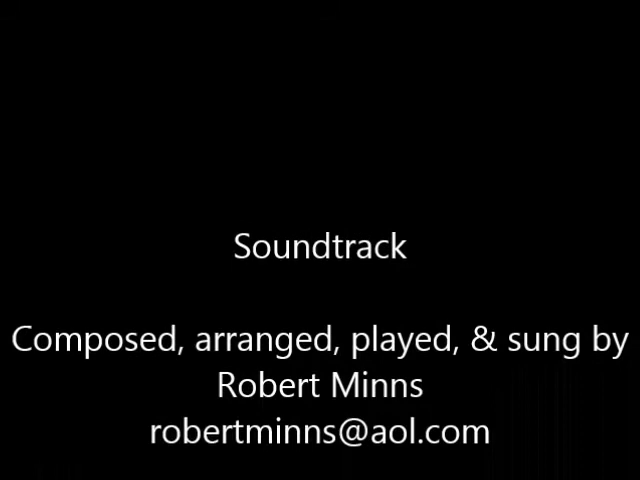 Soundtrack
Composed, arranged, played, & sung by
Robert Minns
robertminns@aol.com